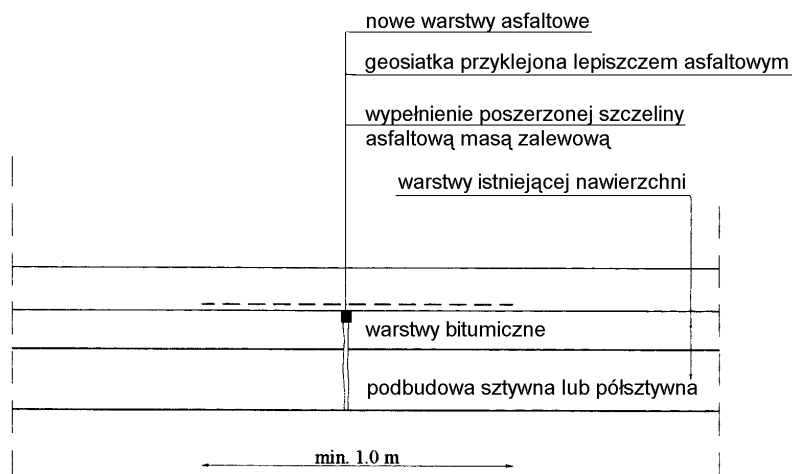 nowe warstwy asfaltowe
geosiatka przyklejona lepiszczem asfaltowym
wypełnienie poszerzonej szczeliny
asfaltową masą zalewową
warstwy istniejącej nawierzchni
warstwy bitumiczne
podbudowa sztywna lub półsztywna
min. 1.0 m